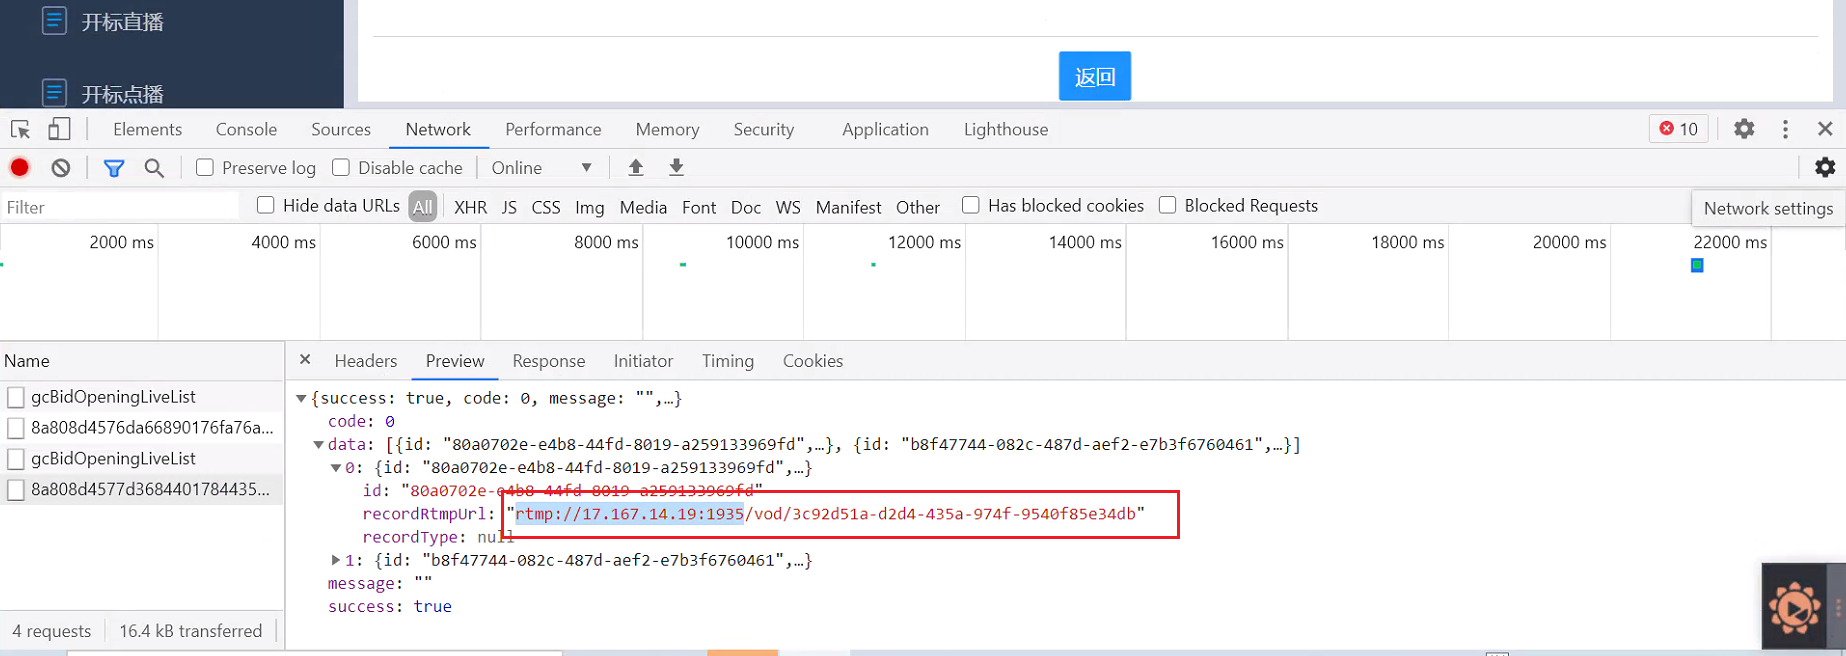 开标直播
开标点播
返回
Elements Console Sources Network Performance Memory Security Application Lighthouse 10
Preserve log Disable cache Online
Filter Hide data URLs All XHR JS CSS Img Media Font Doc WS Manifest Other Has blocked cookies Blocked Requests Network settings
2000 ms 4000 ms 6000 ms 8000 ms 10000 ms 12000 ms 14000 ms 16000 ms 18000 ms 20000 ms 22000 ms
Name Headers Preview Response Initiator Timing Cookies
gcBidOpeningLiveList
8a808d4576da66890176fa76a...
gcBidOpeningLiveList
8a808d4577d3684401784435...
4 requests 16.4 kB transferred
{success: true, code: 0, message: "",…}
code: 0
data: [{id: "80a0702e-e4b8-44fd-8019-a259133969fd",…}, {id: "b8f47744-082c-487d-aef2-e7b3f6760461",…}]
0: {id: "80a0702e-e4b8-44fd-8019-a259133969fd",…}
id: "80a0702e-e4b8-44fd-8019-a259133969fd"
recordRtmpUrl: "rtmp://17.167.14.19:1935/vod/3c92d51a-d2d4-435a-974f-9540f85e34db"
recordType: null
1: {id: "b8f47744-082c-487d-aef2-e7b3f6760461",…}
message: ""
success: true